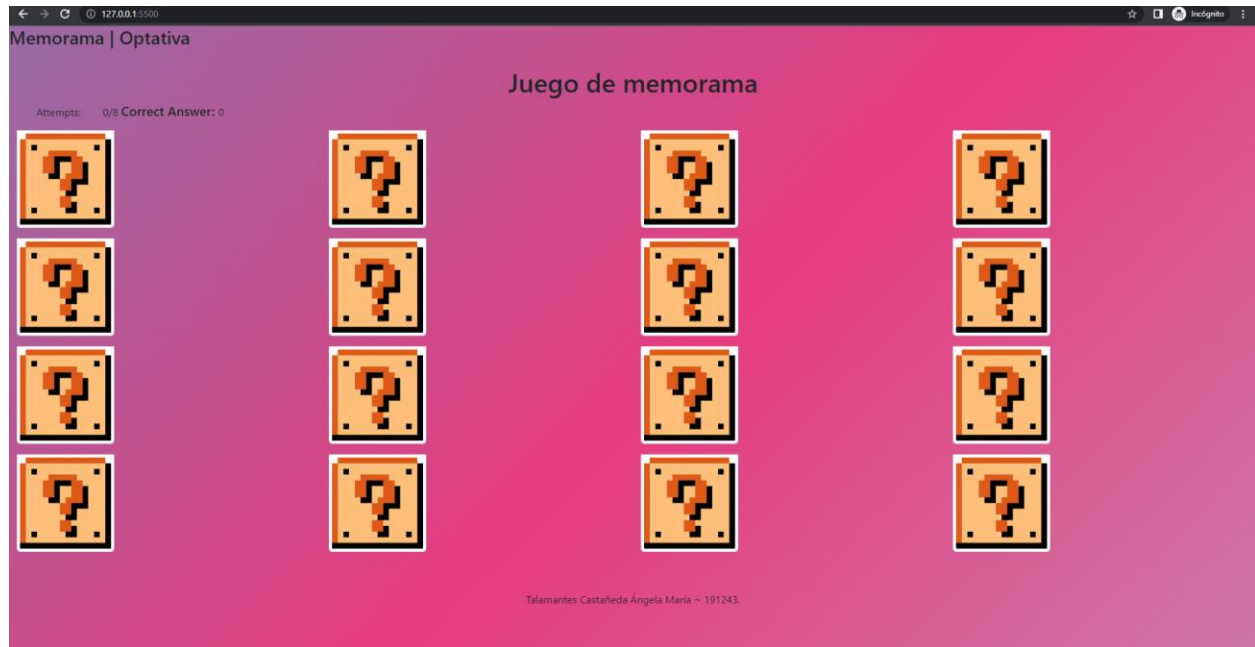 127.0.0.1:5500
Incógnito
Memorama | Optativa
Juego de memorama
Attempts: 0/8 Correct Answer: 0
Talamantes Castañeda Ángela María ~ 191243.